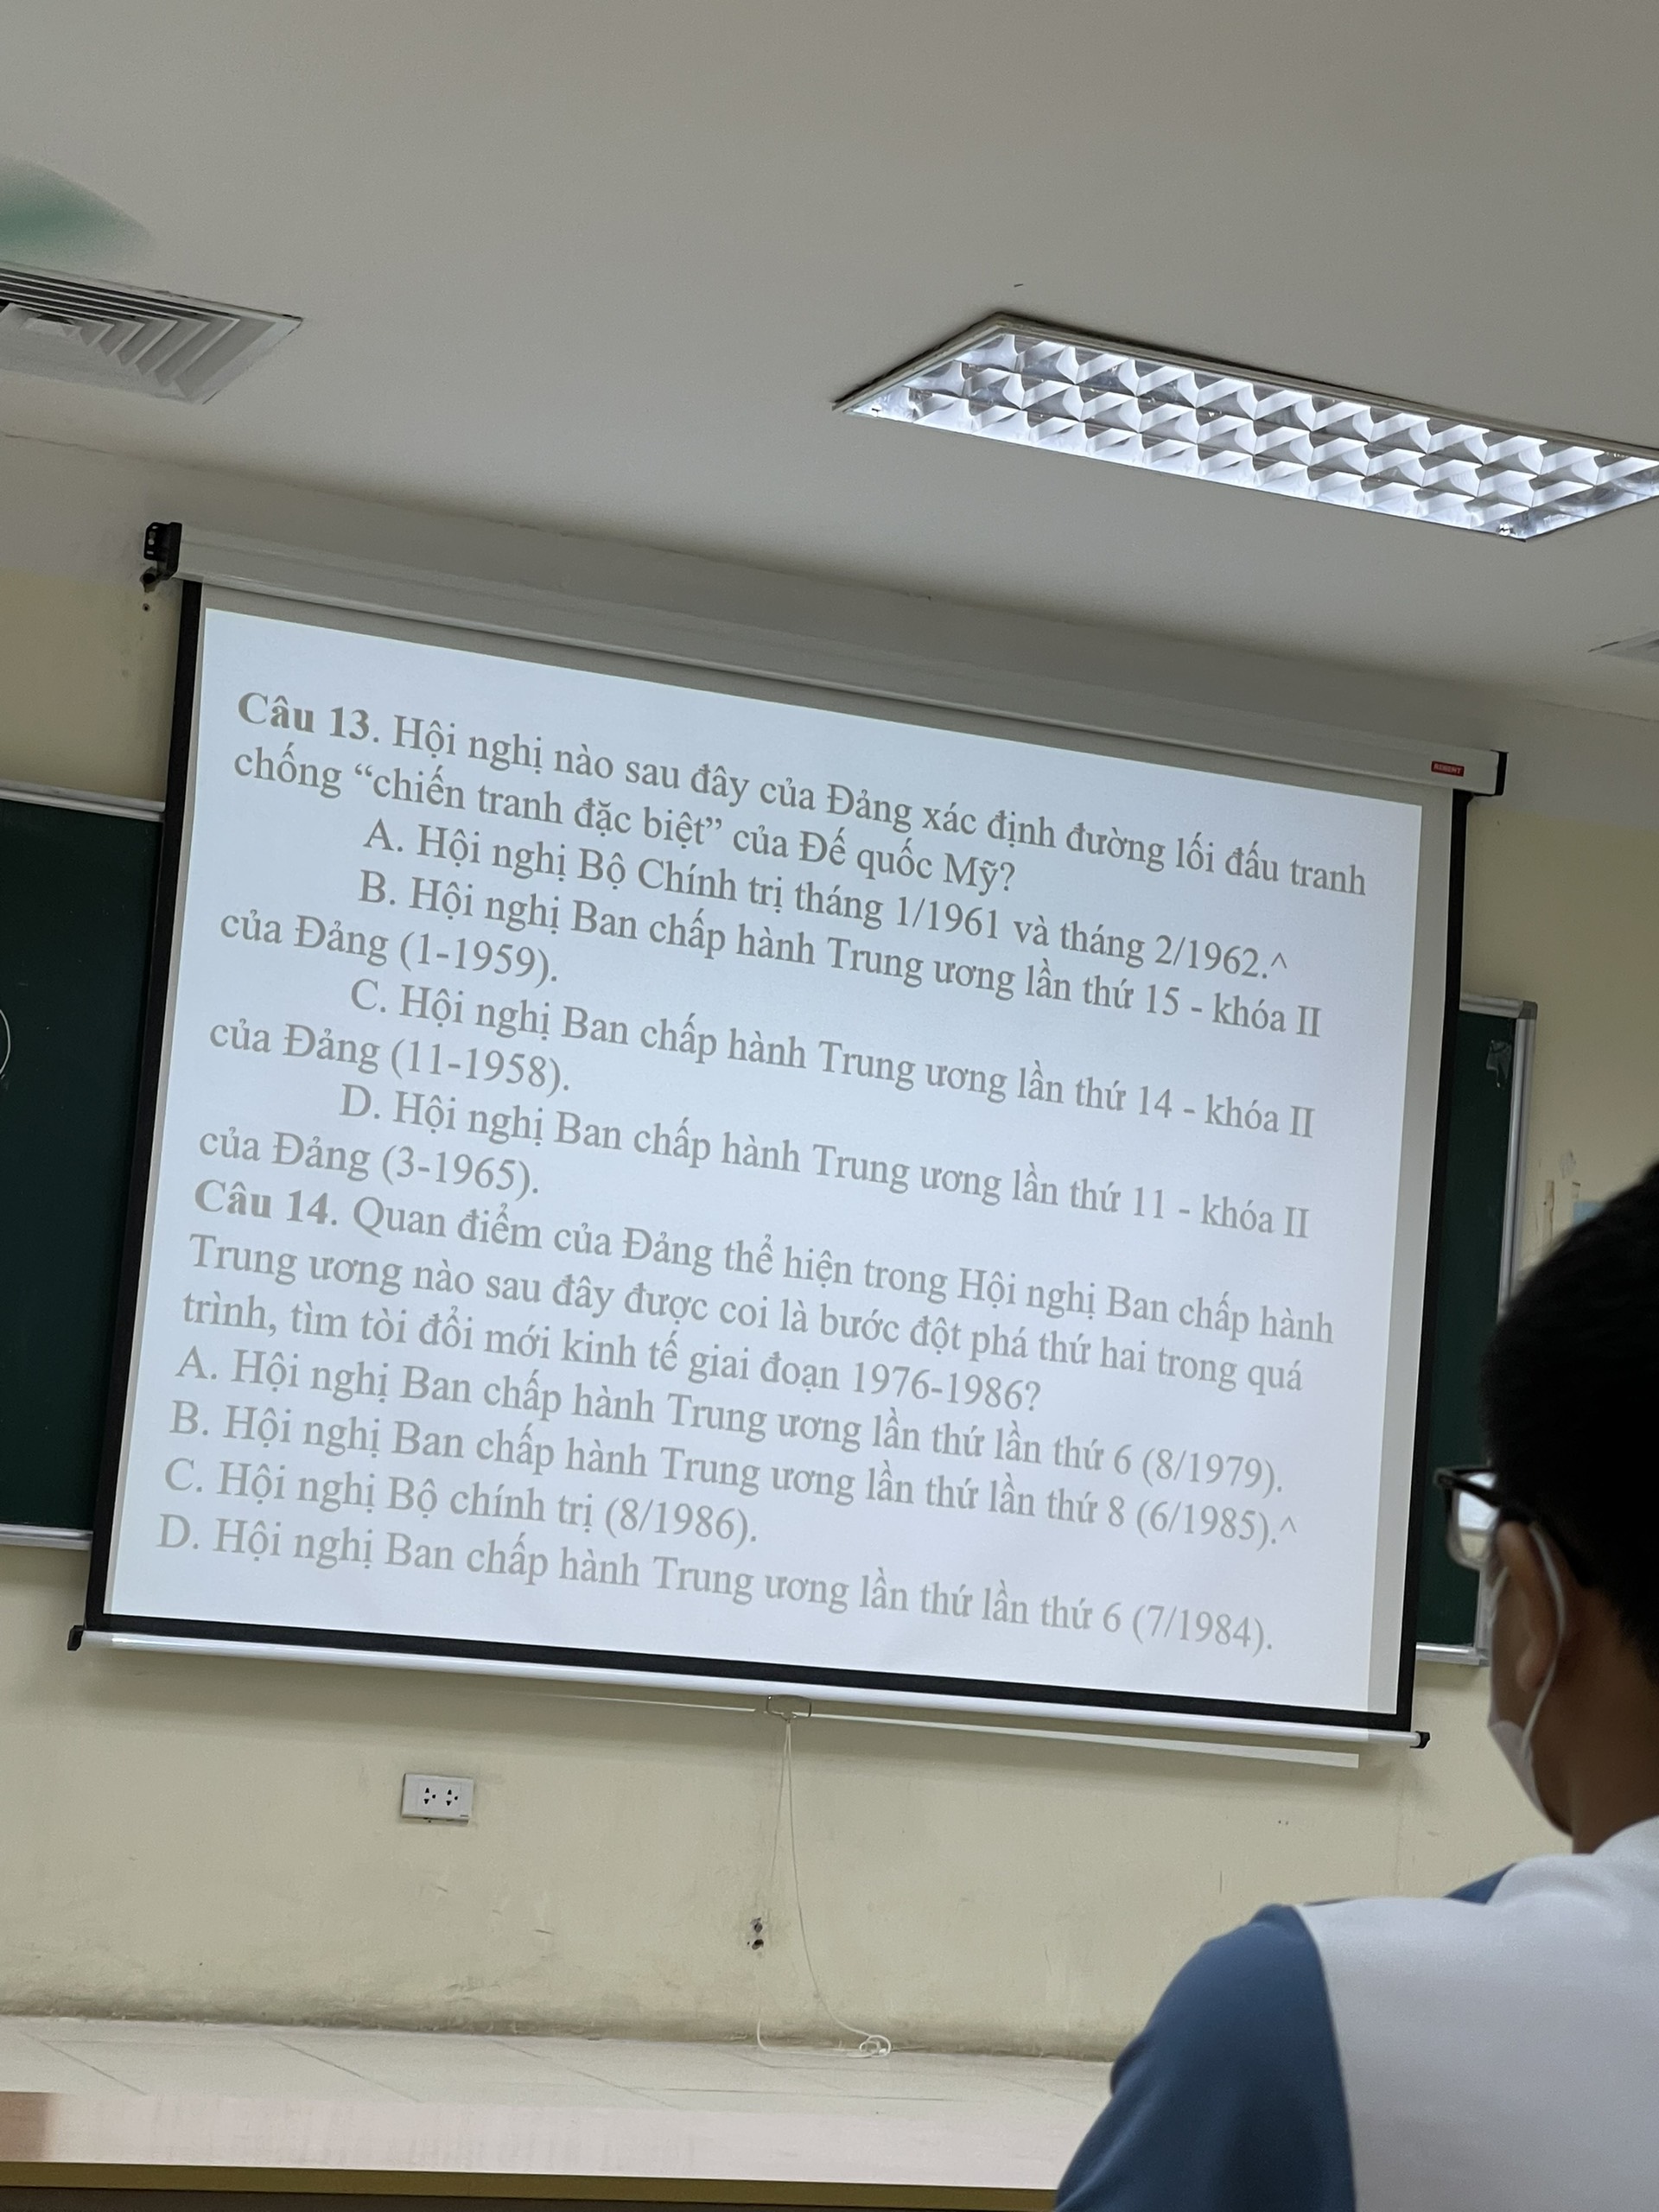 Câu 13. Hội nghị nào sau đây của Đảng xác định đường lối đấu tranh
chống “chiến tranh đặc biệt” của Đế quốc Mỹ?
A. Hội nghị Bộ Chính trị tháng 1/1961 và tháng 2/1962.^
B. Hội nghị Ban chấp hành Trung ương lần thứ 15 - khóa II
của Đảng (1-1959).
C. Hội nghị Ban chấp hành Trung ương lần thứ 14 - khóa II
của Đảng (11-1958).
D. Hội nghị Ban chấp hành Trung ương lần thứ 11 - khóa II
của Đảng (3-1965).
Câu 14. Quan điểm của Đảng thể hiện trong Hội nghị Ban chấp hành
Trung ương nào sau đây được coi là bước đột phá thứ hai trong quá
trình, tìm tòi đổi mới kinh tế giai đoạn 1976-1986?
A. Hội nghị Ban chấp hành Trung ương lần thứ lần thứ 6 (8/1979).
B. Hội nghị Ban chấp hành Trung ương lần thứ lần thứ 8 (6/1985).^
C. Hội nghị Bộ chính trị (8/1986).
D. Hội nghị Ban chấp hành Trung ương lần thứ lần thứ 6 (7/1984).